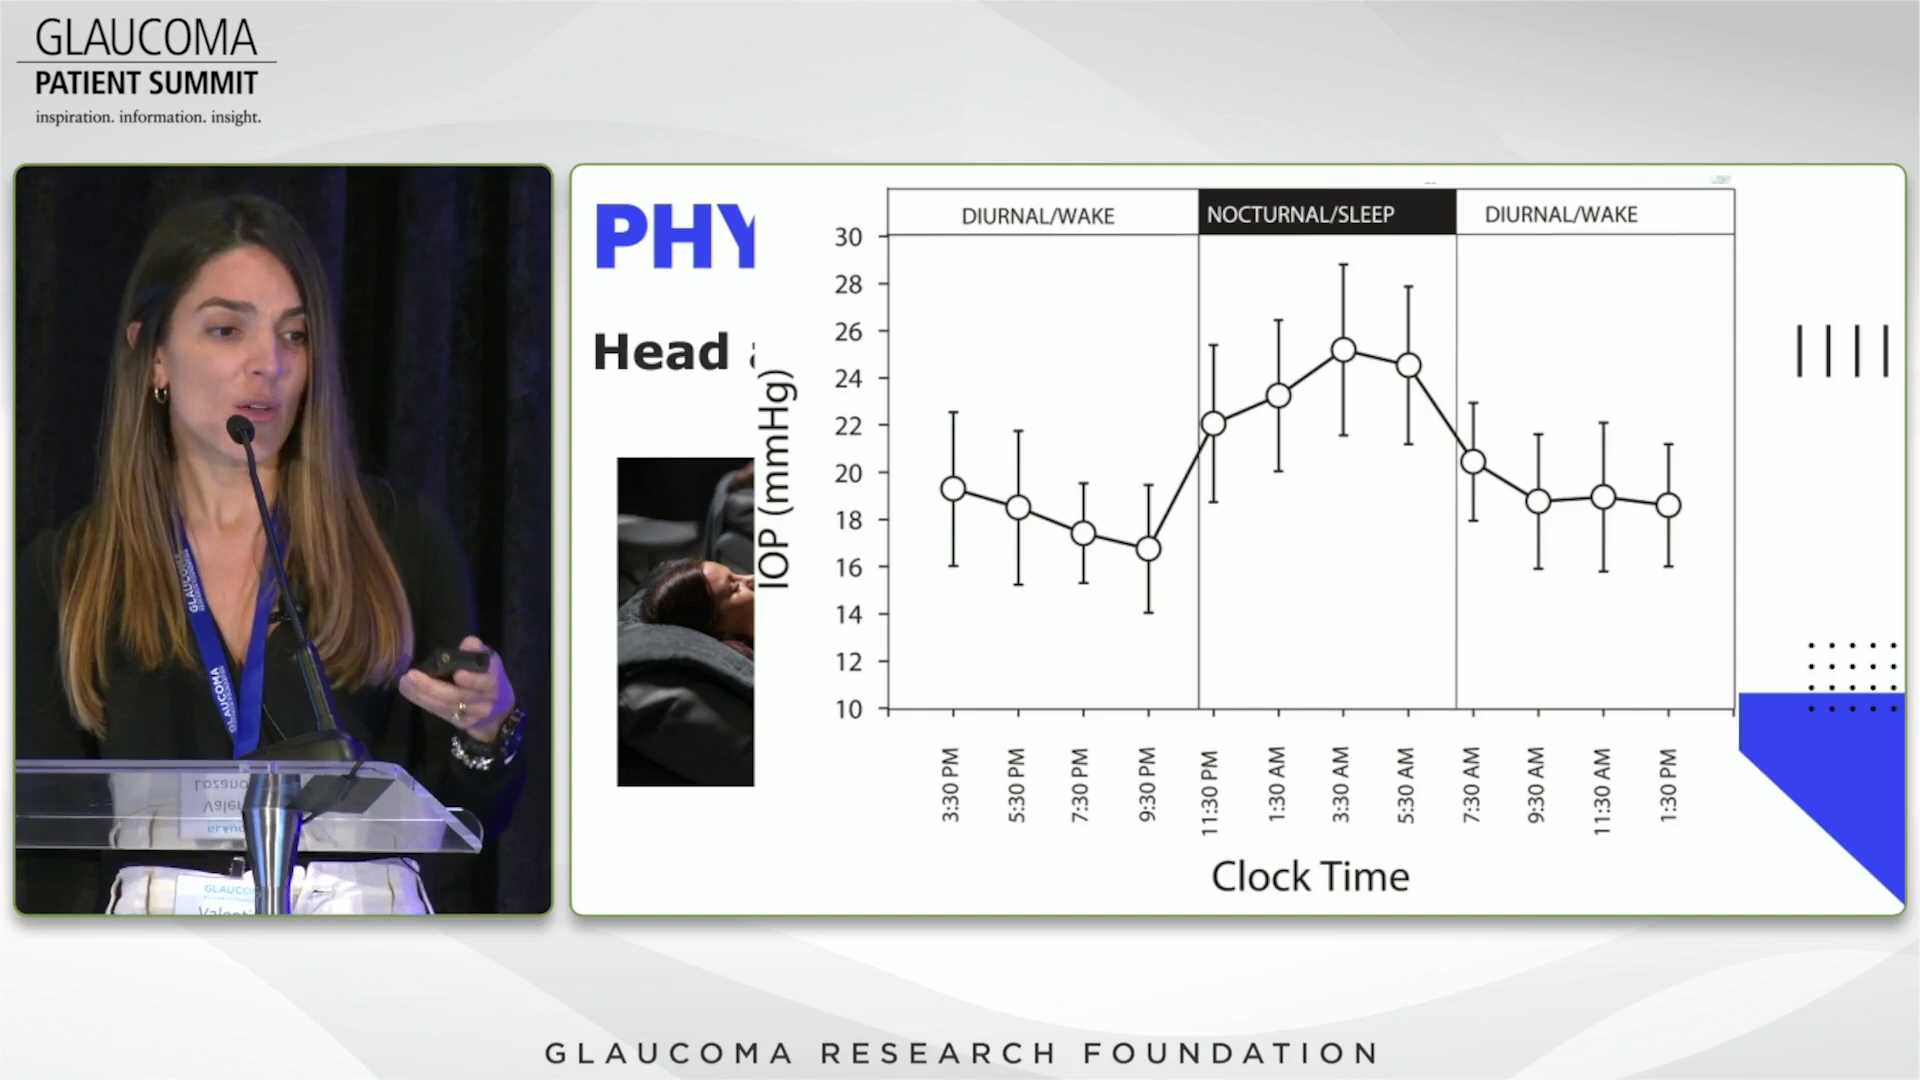 GLAUCOMA
PATIENT SUMMIT
inspiration. information. insight.
PHY
Head
DIURNAL/WAKE
NOCTURNAL/SLEEP
DIURNAL/WAKE
IOP (mmHg)
30
28
26
24
22
20
18
16
14
12
10
3:30 PM
5:30 PM
7:30 PM
9:30 PM
11:30 PM
1:30 AM
3:30 AM
5:30 AM
7:30 AM
9:30 AM
11:30 AM
1:30 PM
Clock Time
GLAUCOMA
GLAUCOMA
GLAUCOMA RESEARCH FOUNDATION